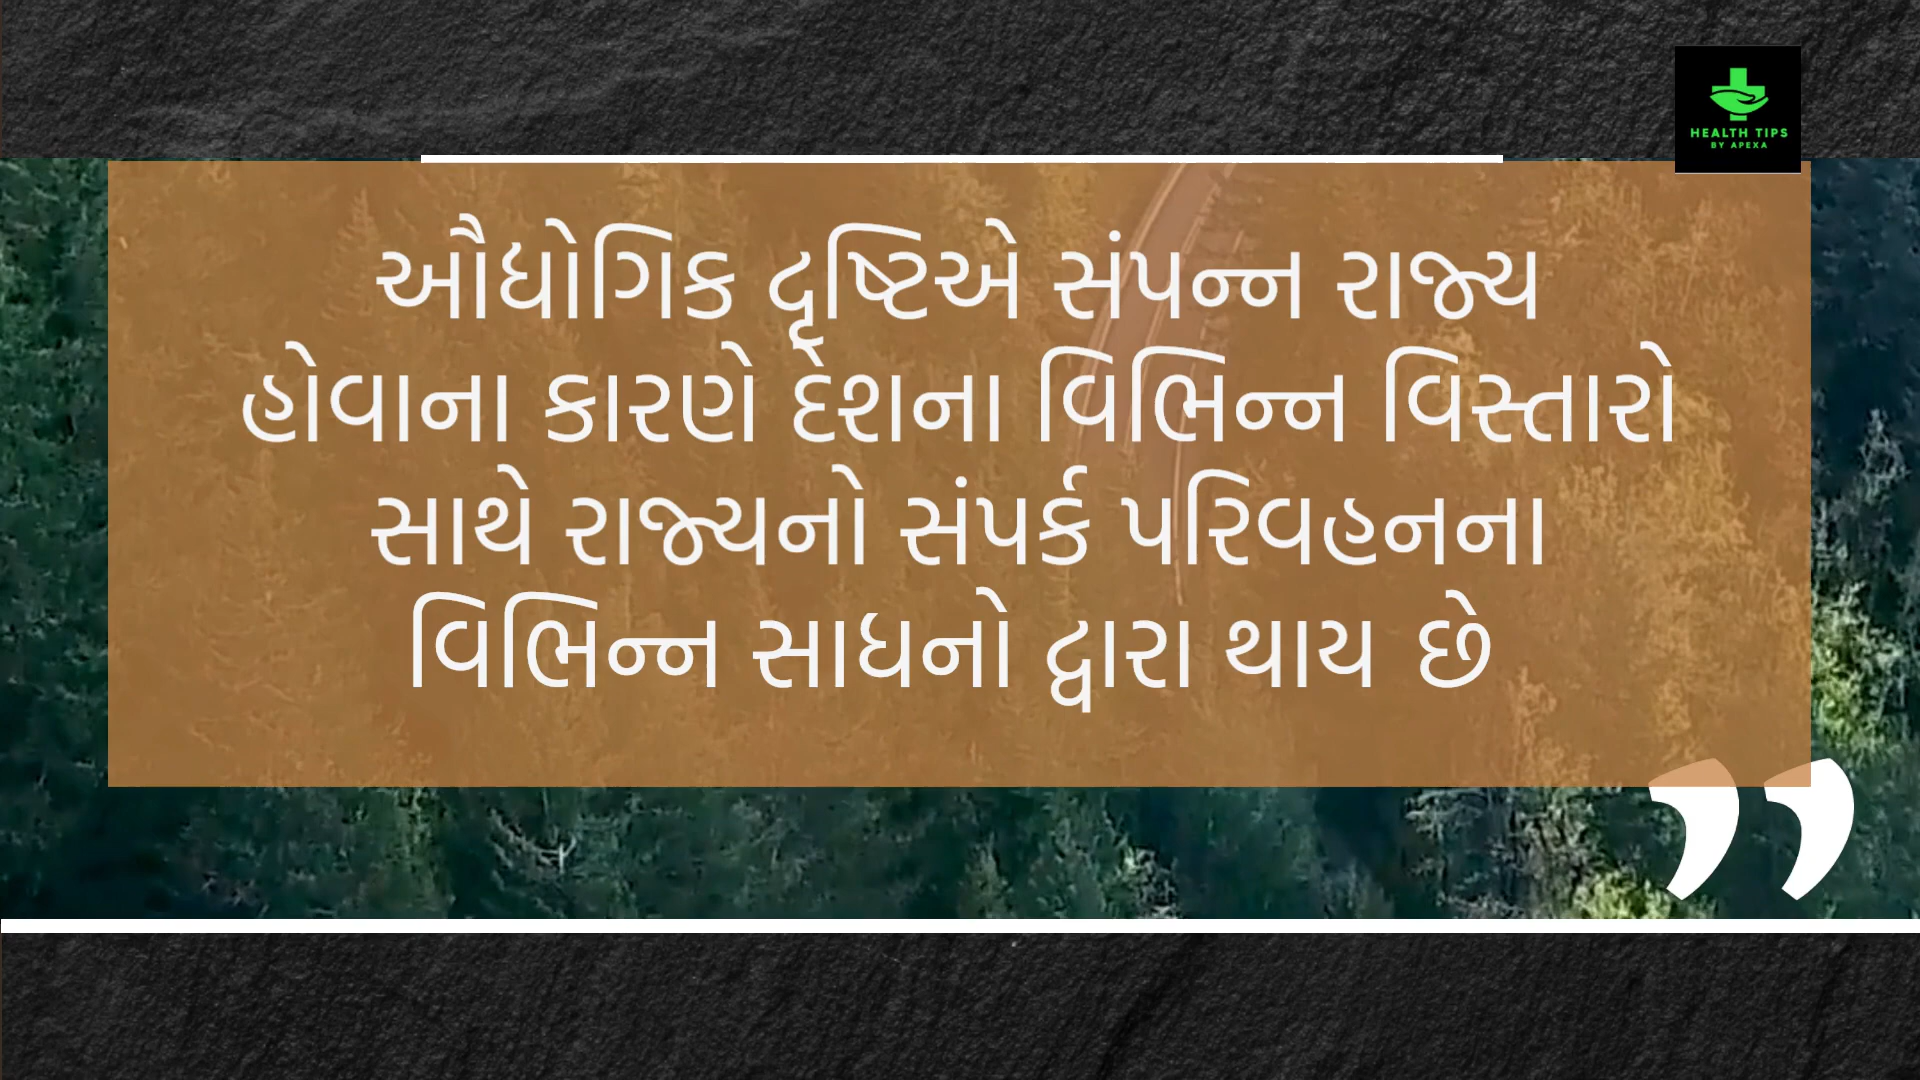 HEALTH TIPS
BY APEXA
ઔદ્યોગિક દૃષ્ટિએ સંપન્ન રાજ્ય
હોવાના કારણે દેશના વિભિન્ન વિસ્તારો
સાથે રાજ્યનો સંપર્ક પરિવહનના
વિભિન્ન સાધનો દ્વારા થાય છે
”